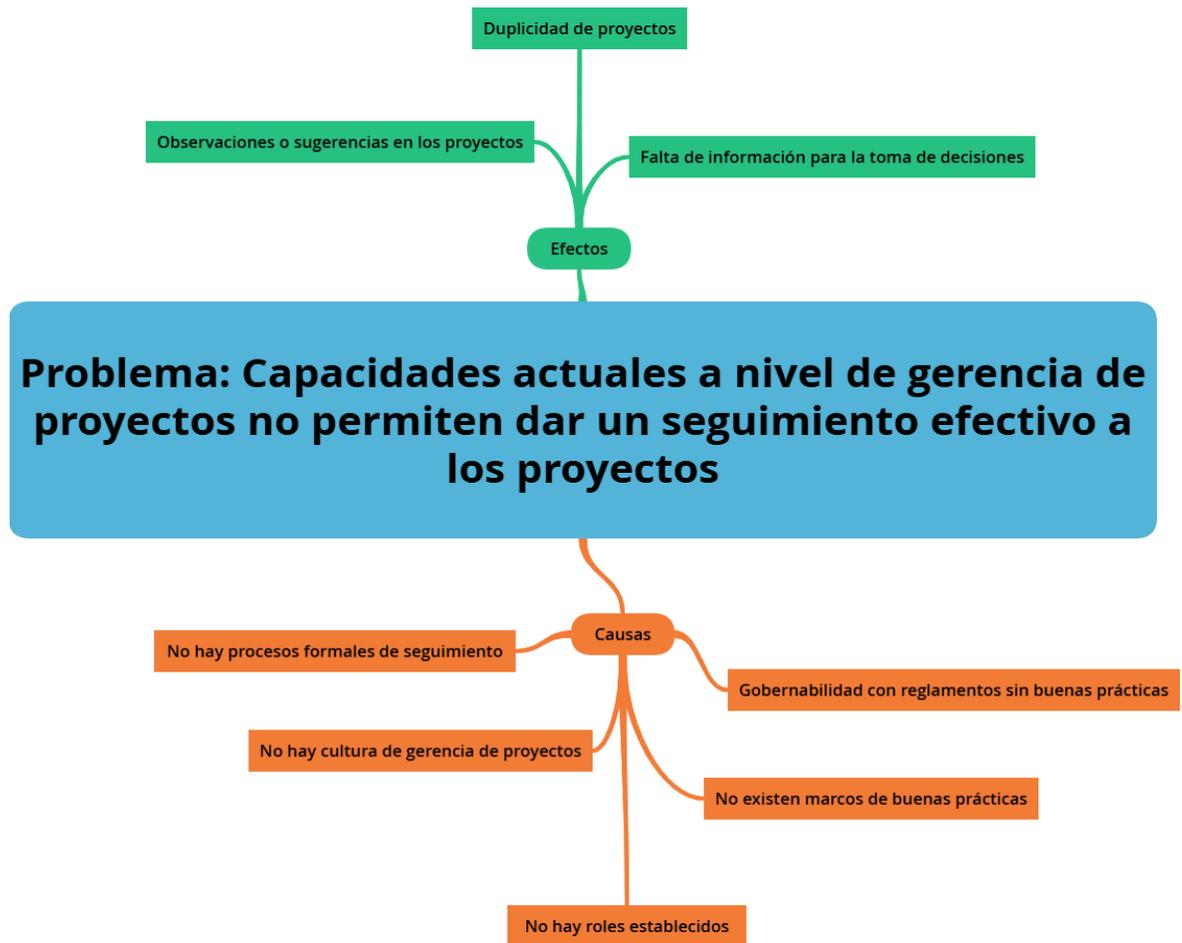 Duplicidad de proyectos
Observaciones o sugerencias en los proyectos
Falta de información para la toma de decisiones
Efectos
Problema: Capacidades actuales a nivel de gerencia de
proyectos no permiten dar un seguimiento efectivo a
los proyectos
Causas
No hay procesos formales de seguimiento
Gobernabilidad con reglamentos sin buenas prácticas
No hay cultura de gerencia de proyectos
No existen marcos de buenas prácticas
No hay roles establecidos